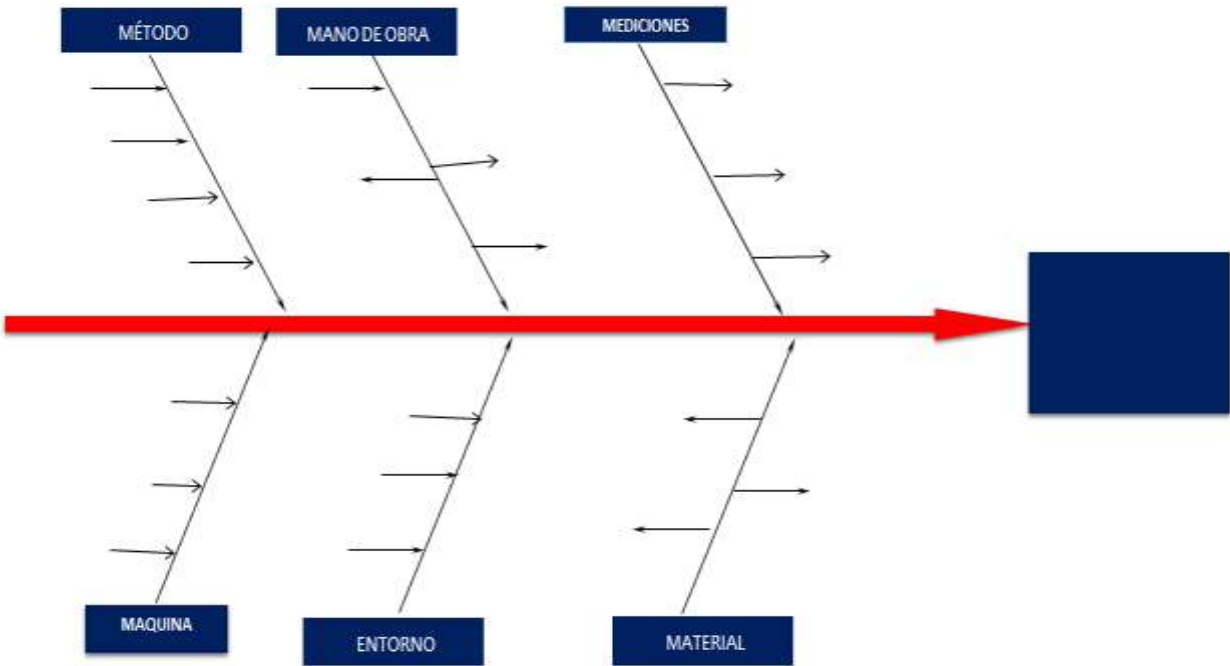 MÉTODO
MANO DE OBRA
MEDICIONES
MAQUINA
ENTORNO
MATERIAL